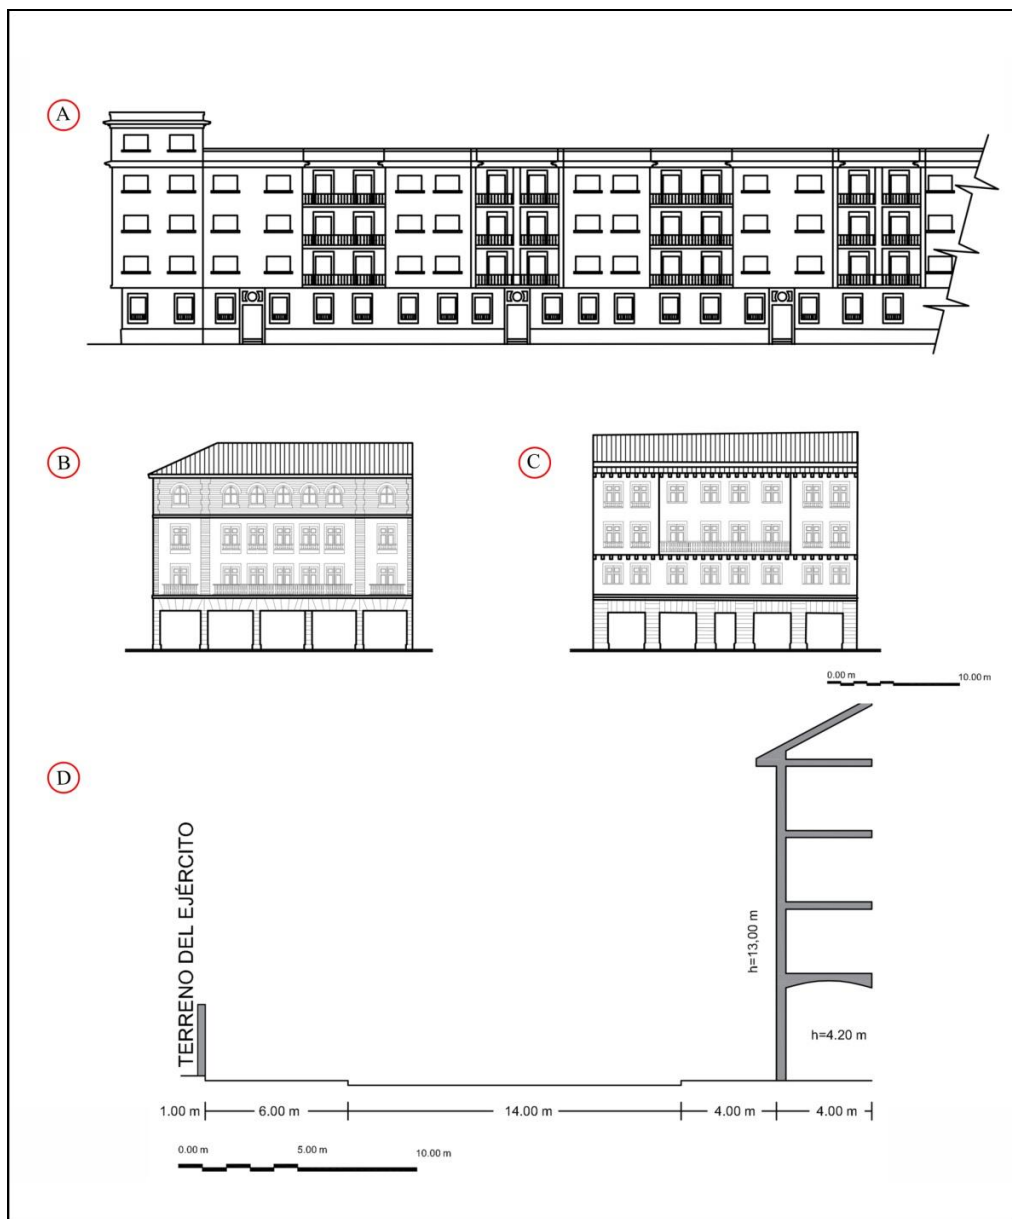 A
B
C
0.00 m
10.00 m
D
TERRENO DEL EJÉRCITO
h=13,00 m
h=4.20 m
1.00 m
6.00 m
14.00 m
4.00 m
4.00 m
0.00 m
5.00 m
10.00 m